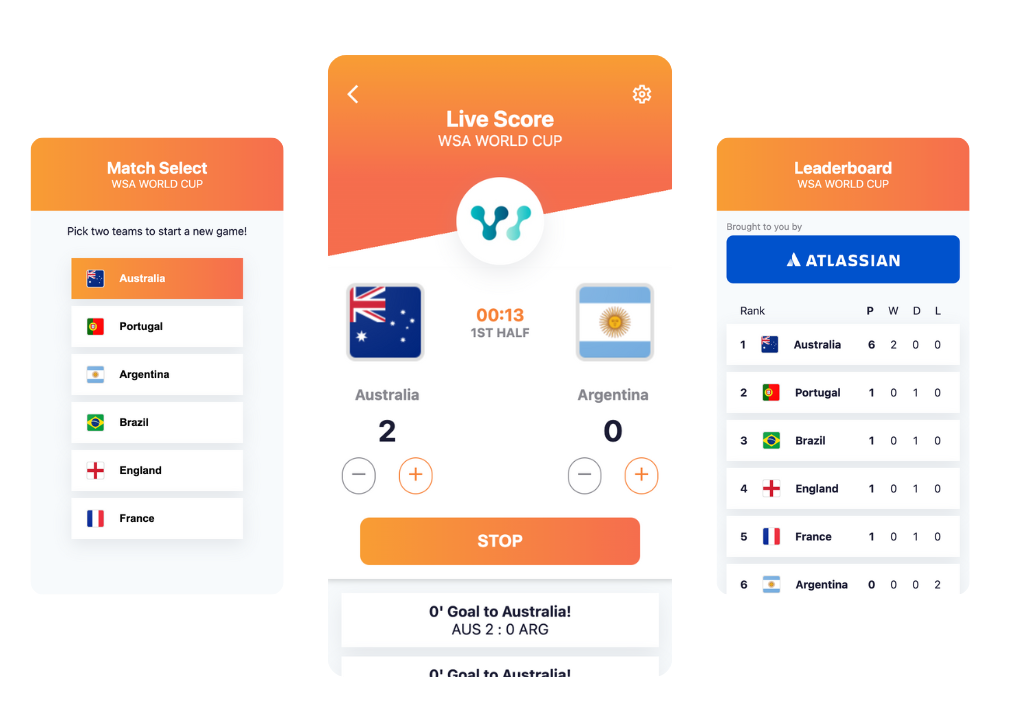 Match Select
WSA WORLD CUP
Pick two teams to start a new game!
Australia
Portugal
Argentina
Brazil
England
France
Live Score
WSA WORLD CUP
00:13
1ST HALF
Australia
Argentina
2
0
STOP
0' Goal to Australia!
AUS 2 : 0 ARG
0' Goal to Australia!
Leaderboard
WSA WORLD CUP
Brought to you by
ATLASSIAN
Rank P W D L
1 Australia 6 2 0 0
2 Portugal 1 0 1 0
3 Brazil 1 0 1 0
4 England 1 0 1 0
5 France 1 0 1 0
6 Argentina 0 0 0 2